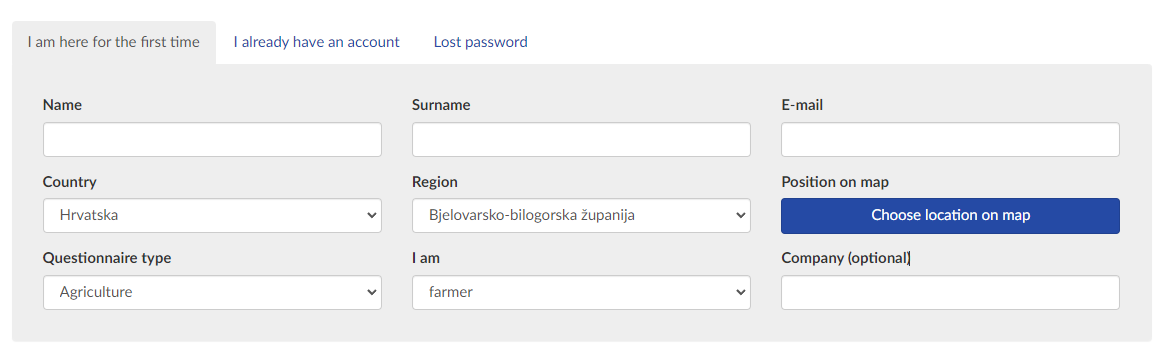 I am here for the first time I already have an account Lost password
Name Surname E-mail
Country Region Position on map
Hrvatska Bjelovarsko-bilogorska županija Choose location on map
Questionnaire type I am Company (optional)
Agriculture farmer